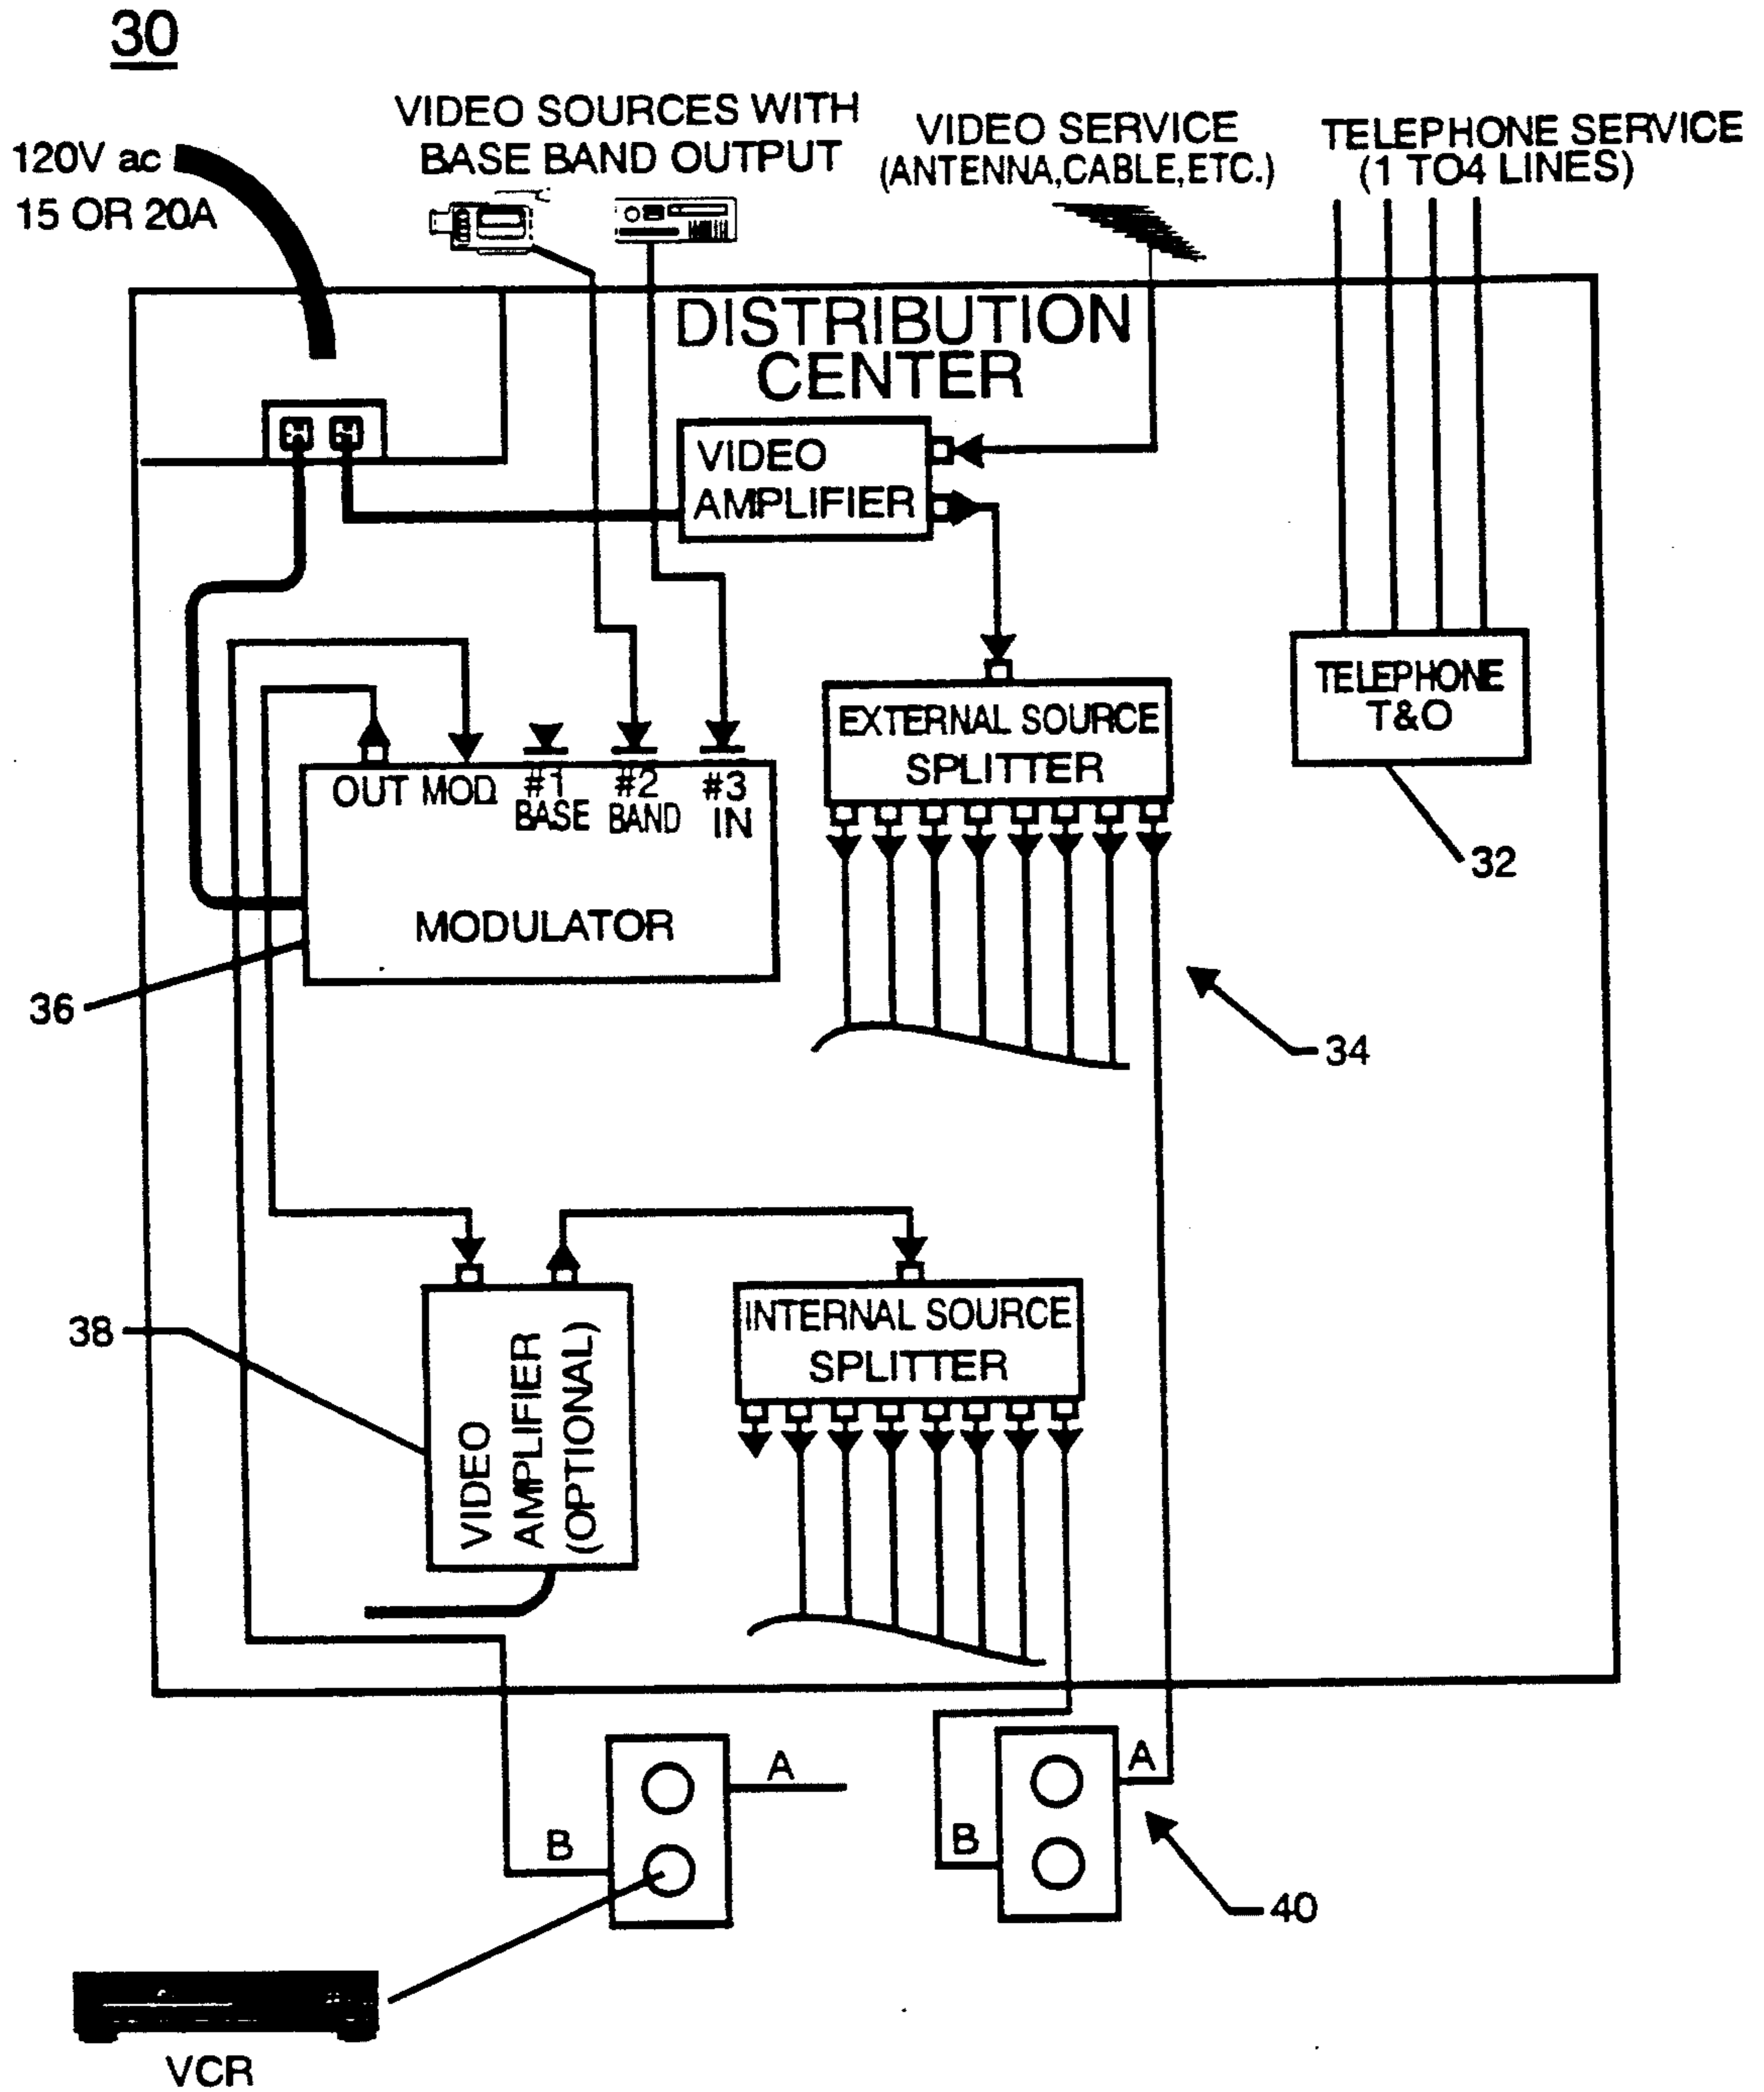 30
120V ac
15 OR 20A
VIDEO SOURCES WITH
BASE BAND OUTPUT
VIDEO SERVICE
(ANTENNA,CABLE,ETC.)
TELEPHONE SERVICE
(1 TO4 LINES)
DISTRIBUTION
CENTER
VIDEO
AMPLIFIER
TELEPHONE
T&O
32
EXTERNAL SOURCE
SPLITTER
OUT MOD. #1 #2 #3
BASE BAND IN
MODULATOR
36
34
38
VIDEO
AMPLIFIER
(OPTIONAL)
INTERNAL SOURCE
SPLITTER
A
B
A
B
40
VCR